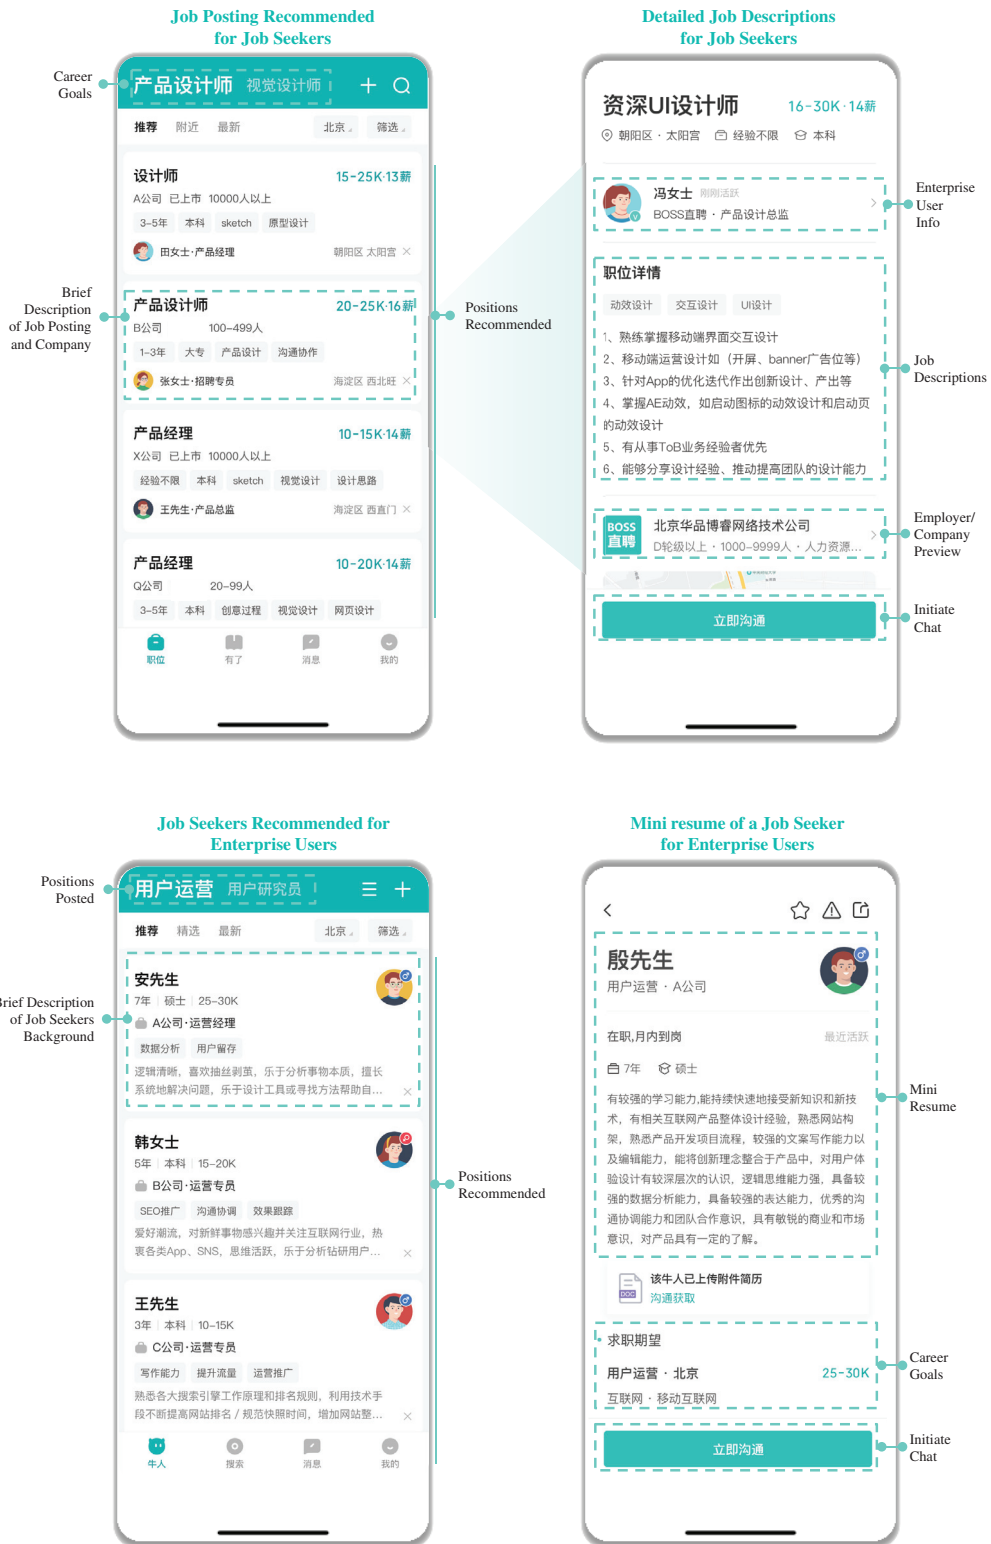 Job Posting Recommended
for Job Seekers
Career
Goals
产品设计师 视觉设计师
推荐 附近 最新 北京 筛选
设计师 15-25K·13薪
A公司 已上市 10000人以上
3-5年 本科 sketch 原型设计
田女士·产品经理 朝阳区 太阳宫
Brief
Description
of Job Posting
and Company
产品设计师 20-25K·16薪
B公司 100-499人
1-3年 大专 产品设计 沟通协作
张女士·招聘专员 海淀区 西北旺
Positions
Recommended
产品经理 10-15K·14薪
X公司 已上市 10000人以上
经验不限 本科 sketch 视觉设计 设计思路
王先生·产品总监 海淀区 西直门
产品经理 10-20K·14薪
Q公司 20-99人
3-5年 本科 创意过程 视觉设计 网页设计
职位 有了 消息 我的
Detailed Job Descriptions
for Job Seekers
资深UI设计师 16-30K·14薪
朝阳区·太阳宫 经验不限 本科
冯女士 刚刚活跃
BOSS直聘·产品设计总监
Enterprise
User
Info
职位详情
动效设计 交互设计 UI设计
1、熟练掌握移动端界面交互设计
2、移动端运营设计如（开屏、banner广告位等）
3、针对App的优化迭代作出创新设计、产出等
4、掌握AE动效，如启动图标的动效设计和启动页
的动效设计
5、有从事ToB业务经验者优先
6、能够分享设计经验、推动提高团队的设计能力
Job
Descriptions
BOSS
直聘
北京华品博睿网络技术公司
D轮级以上·1000-9999人·人力资源...
Employer/
Company
Preview
立即沟通
Initiate
Chat
Job Seekers Recommended for
Enterprise Users
Positions
Posted
用户运营 用户研究员
推荐 精选 最新 北京 筛选
安先生
7年 硕士 25-30K
A公司·运营经理
数据分析 用户留存
逻辑清晰，喜欢抽丝剥茧，乐于分析事物本质，擅长
系统地解决问题，乐于设计工具或寻找方法帮助自...
Brief Description
of Job Seekers
Background
韩女士
5年 本科 15-20K
B公司·运营专员
SEO推广 沟通协调 效果跟踪
爱好潮流，对新鲜事物感兴趣并关注互联网行业，热
衷各类App、SNS，思维活跃，乐于分析钻研用户...
Positions
Recommended
王先生
3年 本科 10-15K
C公司·运营专员
写作能力 提升流量 运营推广
熟悉各大搜索引擎工作原理和排名规则，利用技术手
段不断提高网站排名/规范快照时间，增加网站整...
牛人 搜索 消息 我的
Mini resume of a Job Seeker
for Enterprise Users
殷先生
用户运营·A公司
在职,月内到岗 最近活跃
7年 硕士
有较强的学习能力,能持续快速地接受新知识和新技
术，有相关互联网产品整体设计经验，熟悉网站构
架，熟悉产品开发项目流程，较强的文案写作能力以
及编辑能力，能将创新理念整合于产品中，对用户体
验设计有较深层次的认识，逻辑思维能力强，具备较
强的数据分析能力，具备较强的表达能力，优秀的沟
通协调能力和团队合作意识，具有敏锐的商业和市场
意识，对产品具有一定的了解。
Mini
Resume
DOC
该牛人已上传附件简历
沟通获取
求职期望
用户运营·北京 25-30K
互联网·移动互联网
Career
Goals
立即沟通
Initiate
Chat